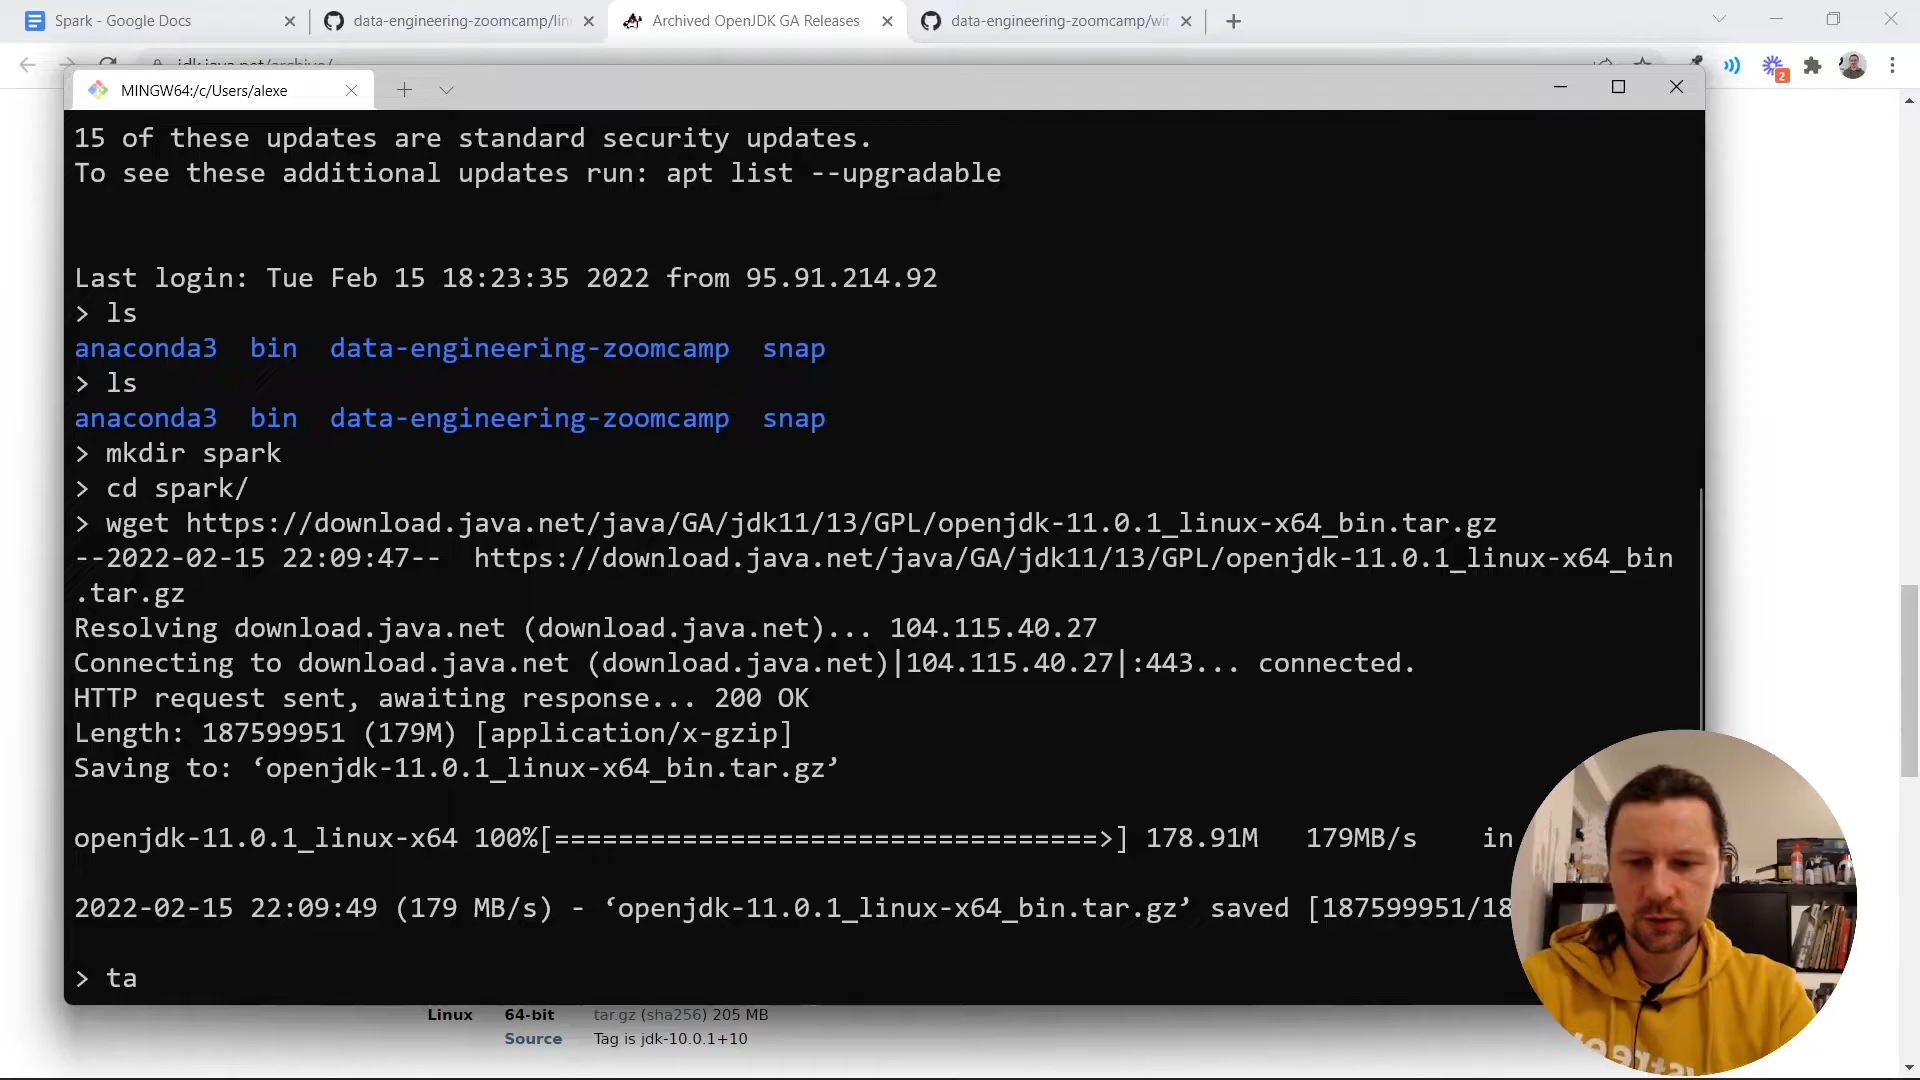 Spark - Google Docs
data-engineering-zoomcamp/lin
Archived OpenJDK GA Releases
data-engineering-zoomcamp/wi
jdk.java.net/archive/
2
MINGW64:/c/Users/alexe
15 of these updates are standard security updates.
To see these additional updates run: apt list --upgradable
Last login: Tue Feb 15 18:23:35 2022 from 95.91.214.92
> ls
anaconda3 bin data-engineering-zoomcamp snap
> ls
anaconda3 bin data-engineering-zoomcamp snap
> mkdir spark
> cd spark/
> wget https://download.java.net/java/GA/jdk11/13/GPL/openjdk-11.0.1_linux-x64_bin.tar.gz
--2022-02-15 22:09:47-- https://download.java.net/java/GA/jdk11/13/GPL/openjdk-11.0.1_linux-x64_bin
.tar.gz
Resolving download.java.net (download.java.net)... 104.115.40.27
Connecting to download.java.net (download.java.net)|104.115.40.27|:443... connected.
HTTP request sent, awaiting response... 200 OK
Length: 187599951 (179M) [application/x-gzip]
Saving to: ‘openjdk-11.0.1_linux-x64_bin.tar.gz’
openjdk-11.0.1_linux-x64 100%[==================================>] 178.91M 179MB/s in
2022-02-15 22:09:49 (179 MB/s) - ‘openjdk-11.0.1_linux-x64_bin.tar.gz’ saved [187599951/18
> ta
Linux 64-bit tar.gz (sha256) 205 MB
Source Tag is jdk-10.0.1+10